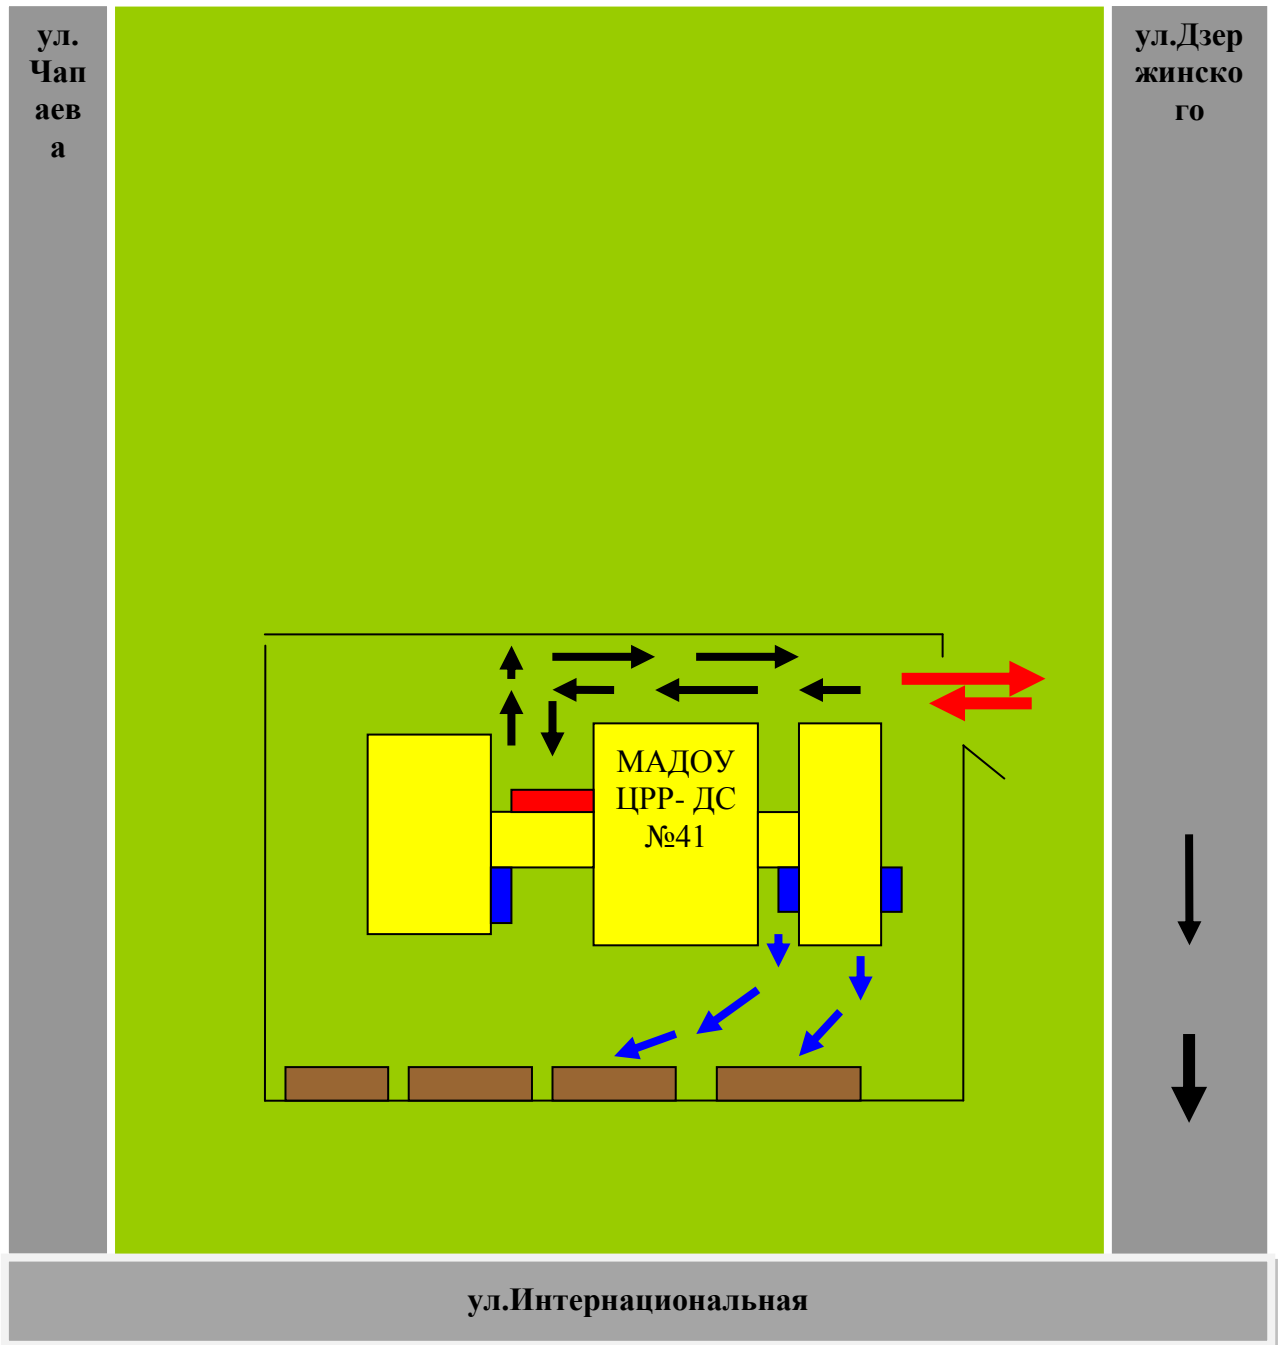 ул.
Чап
аев
а
ул.Дзер
жинско
го
МАДОУ
ЦРР- ДС
№41
ул.Интернациональная